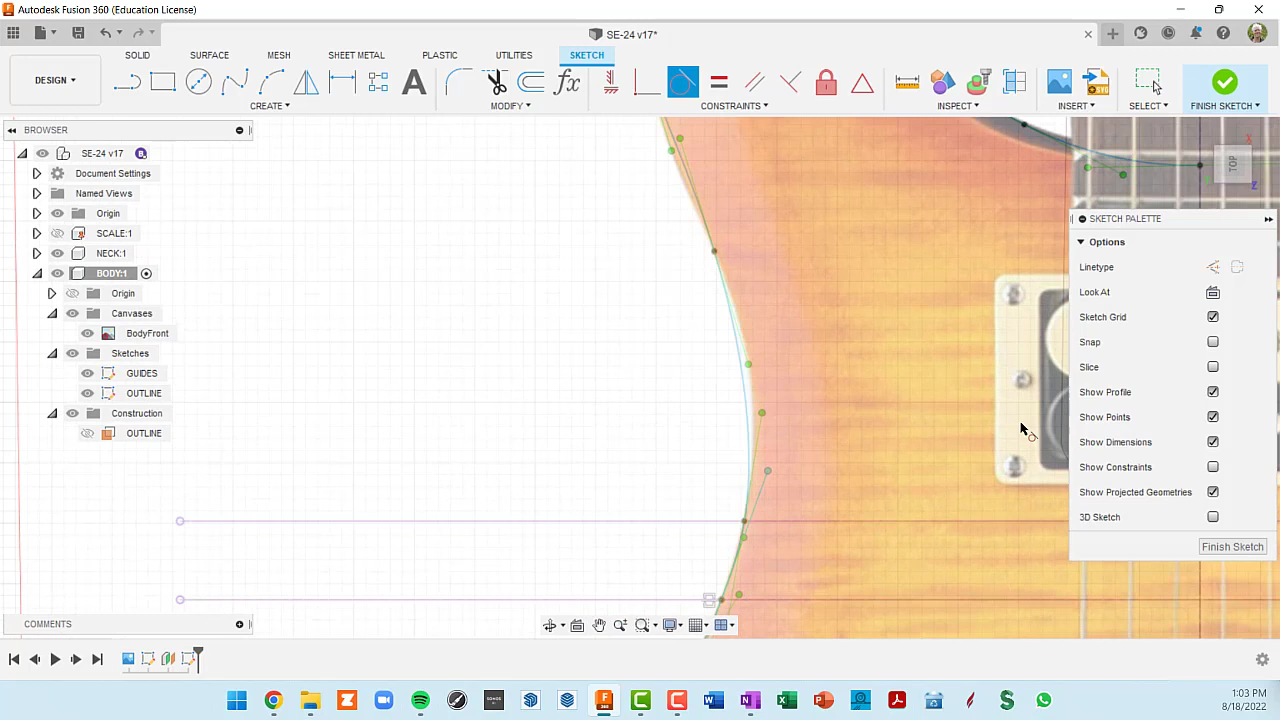 Autodesk Fusion 360 (Education License)
SE-24 v17*
DESIGN
SOLID
SURFACE
MESH
SHEET METAL
PLASTIC
UTILITIES
SKETCH
CREATE
MODIFY
CONSTRAINTS
INSPECT
INSERT
SELECT
FINISH SKETCH
BROWSER
SE-24 v17
Document Settings
Named Views
Origin
SCALE:1
NECK:1
BODY:1
Origin
Canvases
BodyFront
Sketches
GUIDES
OUTLINE
Construction
OUTLINE
TOP
X
Z
SKETCH PALETTE
Options
Linetype
Look At
Sketch Grid
Snap
Slice
Show Profile
Show Points
Show Dimensions
Show Constraints
Show Projected Geometries
3D Sketch
Finish Sketch
COMMENTS
1:03 PM
8/18/2022